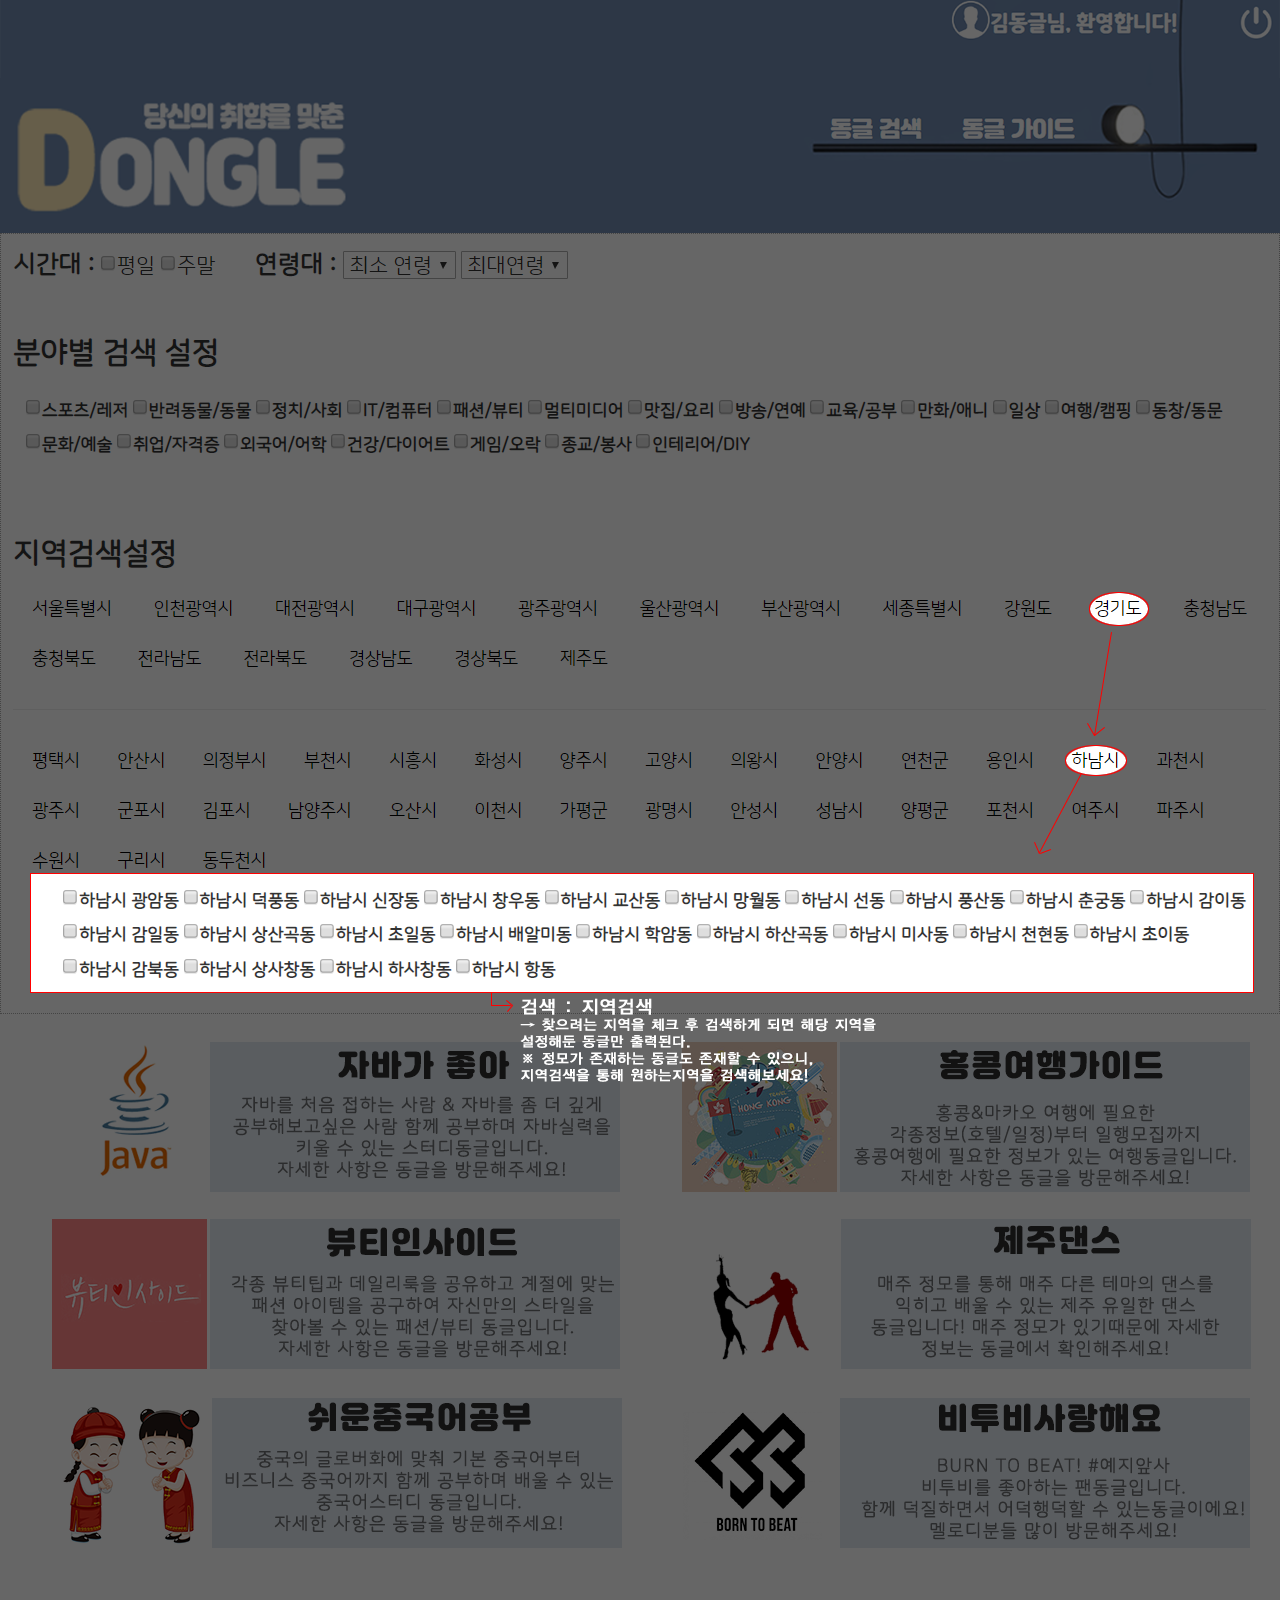 김동글님, 환영합니다!
당신의 취향을 맞춘
DONGLE
동글 검색 동글 가이드
시간대 : 평일 주말 연령대 : 최소 연령 ▼ 최대연령 ▼
분야별 검색 설정
스포츠/레저 반려동물/동물 정치/사회 IT/컴퓨터 패션/뷰티 멀티미디어 맛집/요리 방송/연예 교육/공부 만화/애니 일상 여행/캠핑 동창/동문
문화/예술 취업/자격증 외국어/어학 건강/다이어트 게임/오락 종교/봉사 인테리어/DIY
지역검색설정
서울특별시 인천광역시 대전광역시 대구광역시 광주광역시 울산광역시 부산광역시 세종특별시 강원도 경기도 충청남도
충청북도 전라남도 전라북도 경상남도 경상북도 제주도
평택시 안산시 의정부시 부천시 시흥시 화성시 양주시 고양시 의왕시 안양시 연천군 용인시 하남시 과천시
광주시 군포시 김포시 남양주시 오산시 이천시 가평군 광명시 안성시 성남시 양평군 포천시 여주시 파주시
수원시 구리시 동두천시
하남시 광암동 하남시 덕풍동 하남시 신장동 하남시 창우동 하남시 교산동 하남시 망월동 하남시 선동 하남시 풍산동 하남시 춘궁동 하남시 감이동
하남시 감일동 하남시 상산곡동 하남시 초일동 하남시 배알미동 하남시 학암동 하남시 하산곡동 하남시 미사동 하남시 천현동 하남시 초이동
하남시 감북동 하남시 상사창동 하남시 하사창동 하남시 항동
검색 : 지역검색
→ 찾으려는 지역을 체크 후 검색하게 되면 해당 지역을
설정해둔 동글만 출력된다.
※ 정모가 존재하는 동글도 존재할 수 있으니,
지역검색을 통해 원하는지역을 검색해보세요!
Java
자바가 좋아
자바를 처음 접하는 사람 & 자바를 좀 더 깊게
공부해보고싶은 사람 함께 공부하며 자바실력을
키울 수 있는 스터디동글입니다.
자세한 사항은 동글을 방문해주세요!
TRAVEL
HONG KONG
홍콩여행가이드
홍콩&마카오 여행에 필요한
각종정보(호텔/일정)부터 일행모집까지
홍콩여행에 필요한 정보가 있는 여행동글입니다.
자세한 사항은 동글을 방문해주세요!
뷰티인사이드
뷰티인사이드
각종 뷰티팁과 데일리룩을 공유하고 계절에 맞는
패션 아이템을 공구하여 자신만의 스타일을
찾아볼 수 있는 패션/뷰티 동글입니다.
자세한 사항은 동글을 방문해주세요!
제주댄스
매주 정모를 통해 매주 다른 테마의 댄스를
익히고 배울 수 있는 제주 유일한 댄스
동글입니다! 매주 정모가 있기때문에 자세한
정보는 동글에서 확인해주세요!
쉬운중국어공부
중국의 글로버화에 맞춰 기본 중국어부터
비즈니스 중국어까지 함께 공부하며 배울 수 있는
중국어스터디 동글입니다.
자세한 사항은 동글을 방문해주세요!
BORN TO BEAT
비투비사랑해요
BURN TO BEAT! #예지앞사
비투비를 좋아하는 팬동글입니다.
함께 덕질하면서 어덕행덕할 수 있는동글이에요!
멜로디분들 많이 방문해주세요!